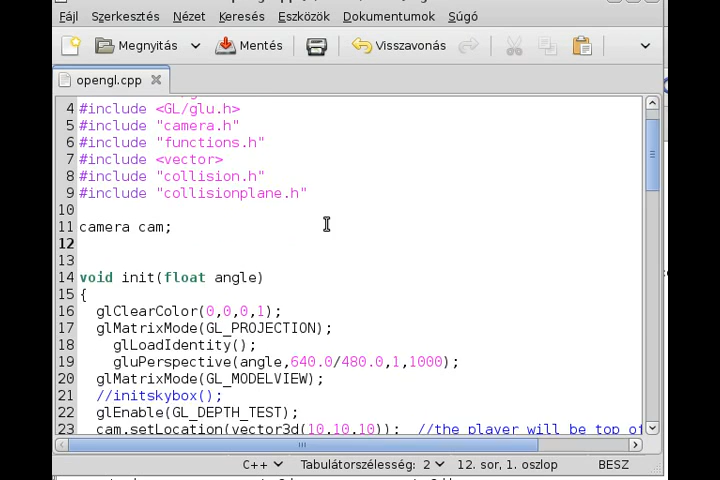 Fájl Szerkesztés Nézet Keresés Eszközök Dokumentumok Súgó
Megnyitás Mentés Visszavonás
opengl.cpp
4 #include <GL/glu.h>
5 #include "camera.h"
6 #include "functions.h"
7 #include <vector>
8 #include "collision.h"
9 #include "collisionplane.h"
10
11 camera cam;
12
13
14 void init(float angle)
15 {
16 glClearColor(0,0,0,1);
17 glMatrixMode(GL_PROJECTION);
18 glLoadIdentity();
19 gluPerspective(angle,640.0/480.0,1,1000);
20 glMatrixMode(GL_MODELVIEW);
21 //initskybox();
22 glEnable(GL_DEPTH_TEST);
23 cam.setLocation(vector3d(10,10,10)); //the player will be top of
C++ Tabulátorszélesség: 2 12. sor, 1. oszlop BESZ